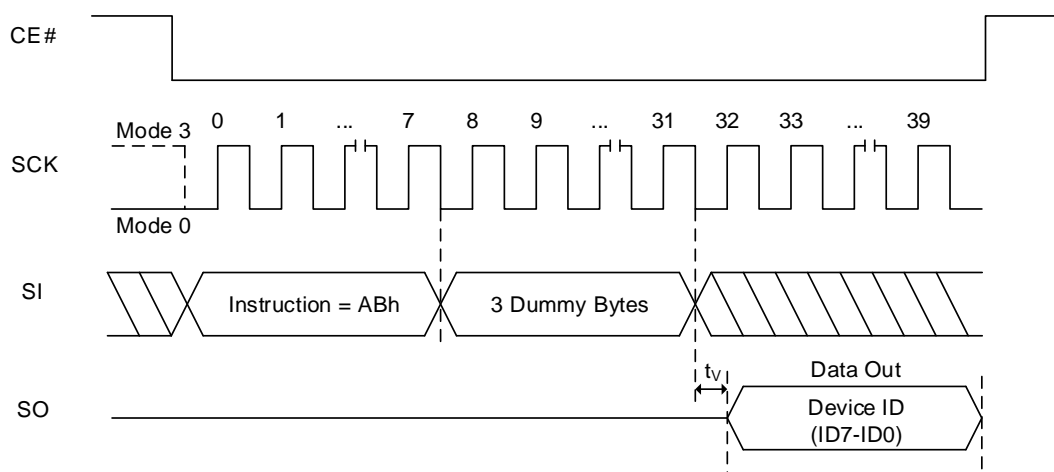 CE#
Mode 3
0 1 ... 7 8 9 ... 31 32 33 ... 39
SCK
Mode 0
SI
Instruction = ABh
3 Dummy Bytes
tV
Data Out
SO
Device ID
(ID7-ID0)